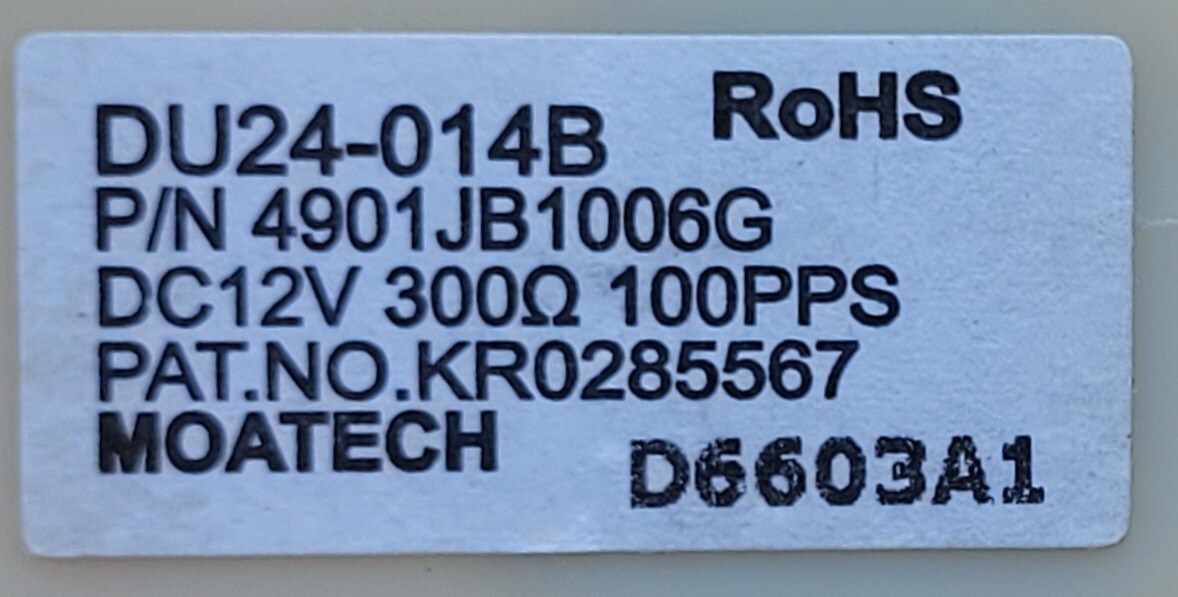 RoHS
DU24-014B
P/N 4901JB1006G
DC12V 300Ω 100PPS
PAT.NO.KR0285567
MOATECH
D6603A1